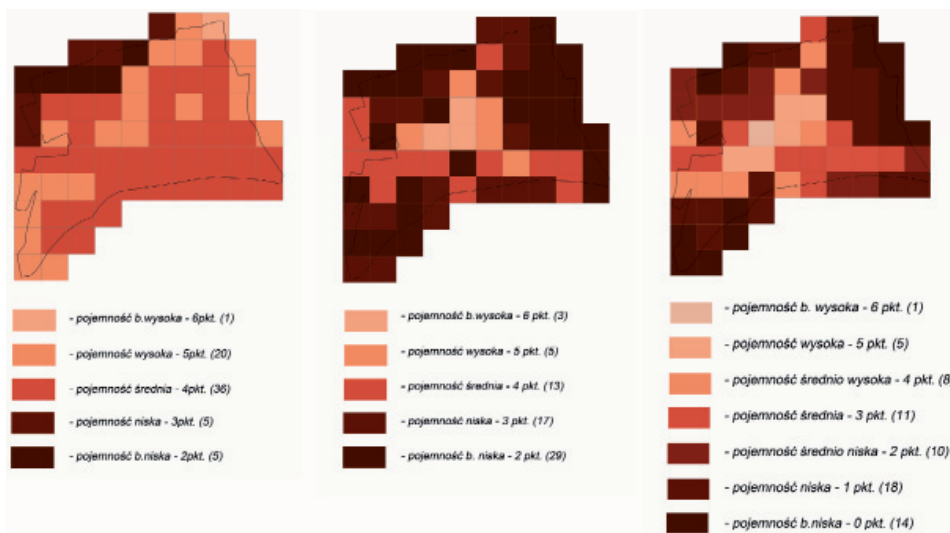 - pojemność b.wysoka - 6pkt. (1)
- pojemność wysoka - 5pkt. (20)
- pojemność średnia - 4pkt. (36)
- pojemność niska - 3pkt. (5)
- pojemność b.niska - 2pkt. (5)
- pojemność b.wysoka - 6 pkt. (3)
- pojemność wysoka - 5 pkt. (5)
- pojemność średnia - 4 pkt. (13)
- pojemność niska - 3 pkt. (17)
- pojemność b. niska - 2 pkt. (29)
- pojemność b. wysoka - 6 pkt. (1)
- pojemność wysoka - 5 pkt. (5)
- pojemność średnio wysoka - 4 pkt. (8
- pojemność średnia - 3 pkt. (11)
- pojemność średnio niska - 2 pkt. (10)
- pojemność niska - 1 pkt. (18)
- pojemność b.niska - 0 pkt. (14)